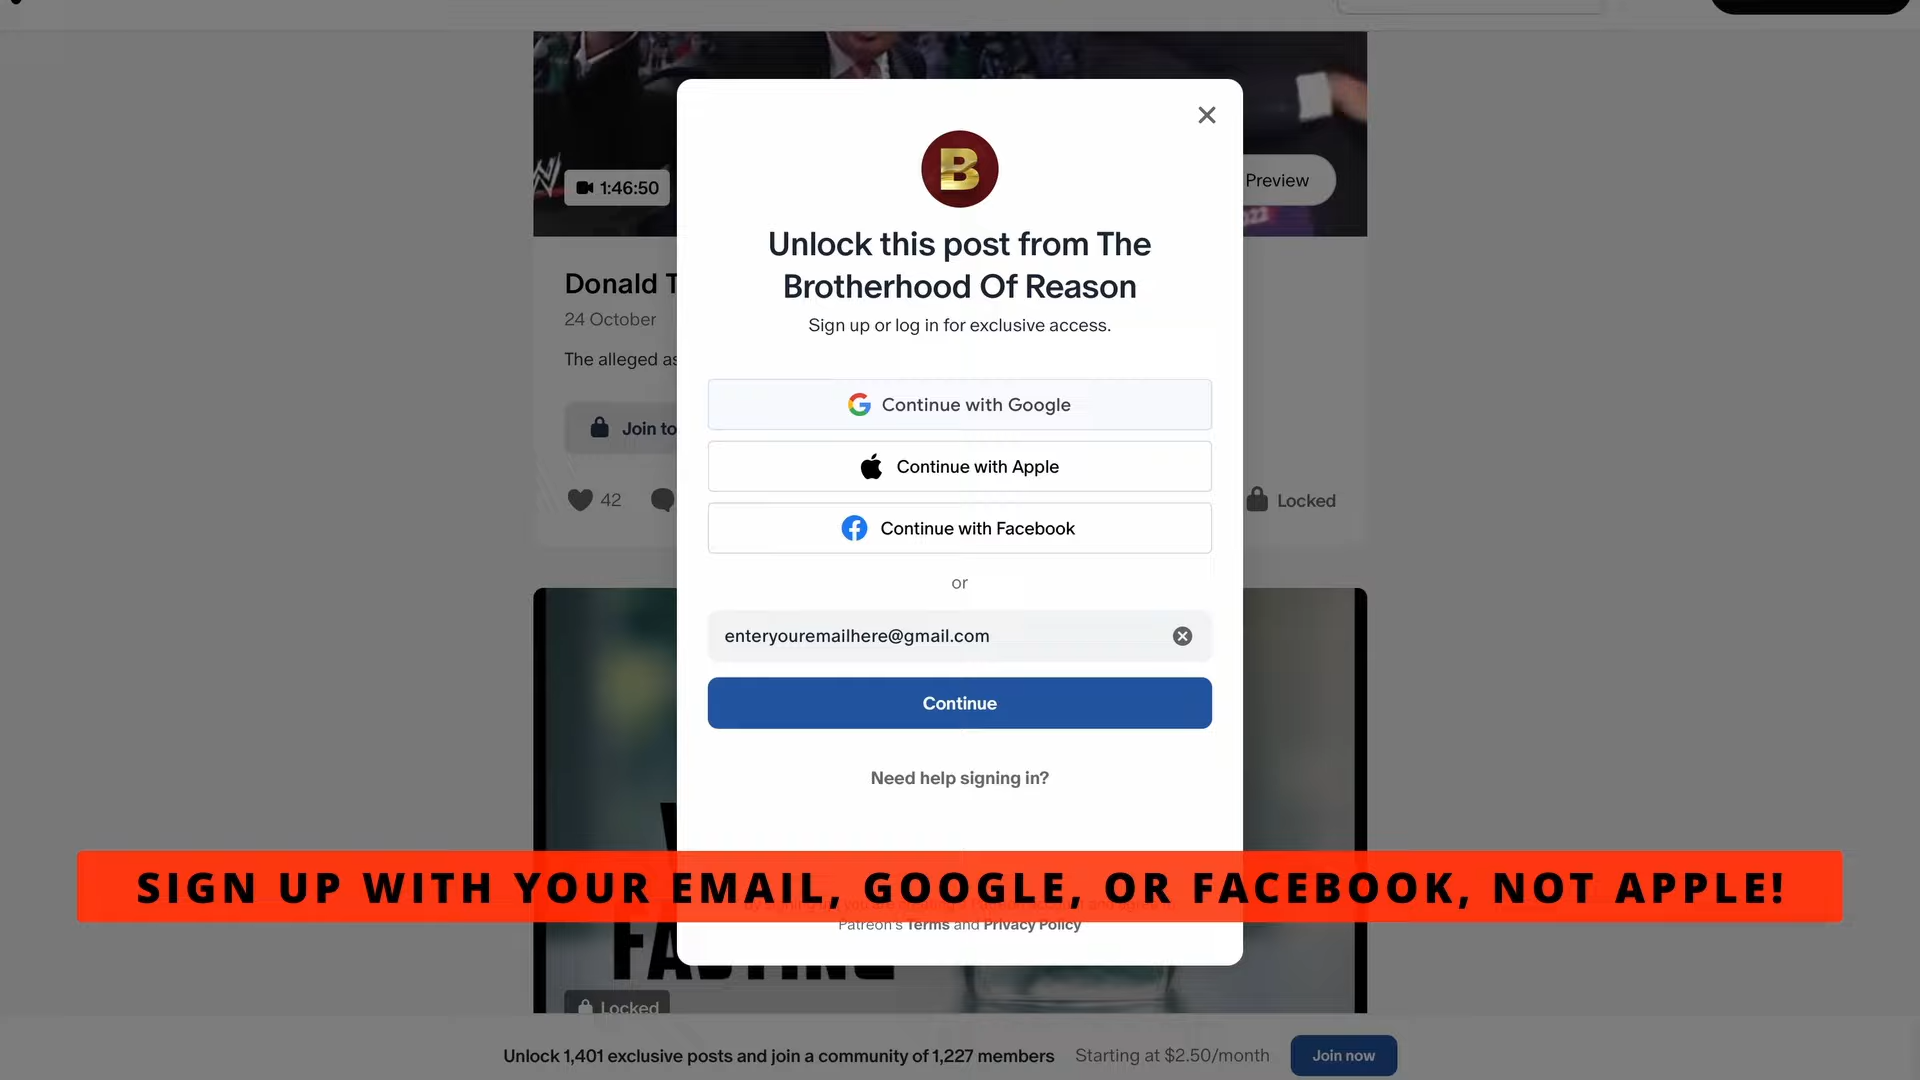 1:46:50
Preview
B
Unlock this post from The
Brotherhood Of Reason
Sign up or log in for exclusive access.
Donald T
24 October
The alleged as
Join to
42
Locked
Continue with Google
Continue with Apple
Continue with Facebook
or
enteryouremailhere@gmail.com
Continue
Need help signing in?
SIGN UP WITH YOUR EMAIL, GOOGLE, OR FACEBOOK, NOT APPLE!
Patreon's Terms and Privacy Policy
FASTING
Locked
Unlock 1,401 exclusive posts and join a community of 1,227 members
Starting at $2.50/month
Join now